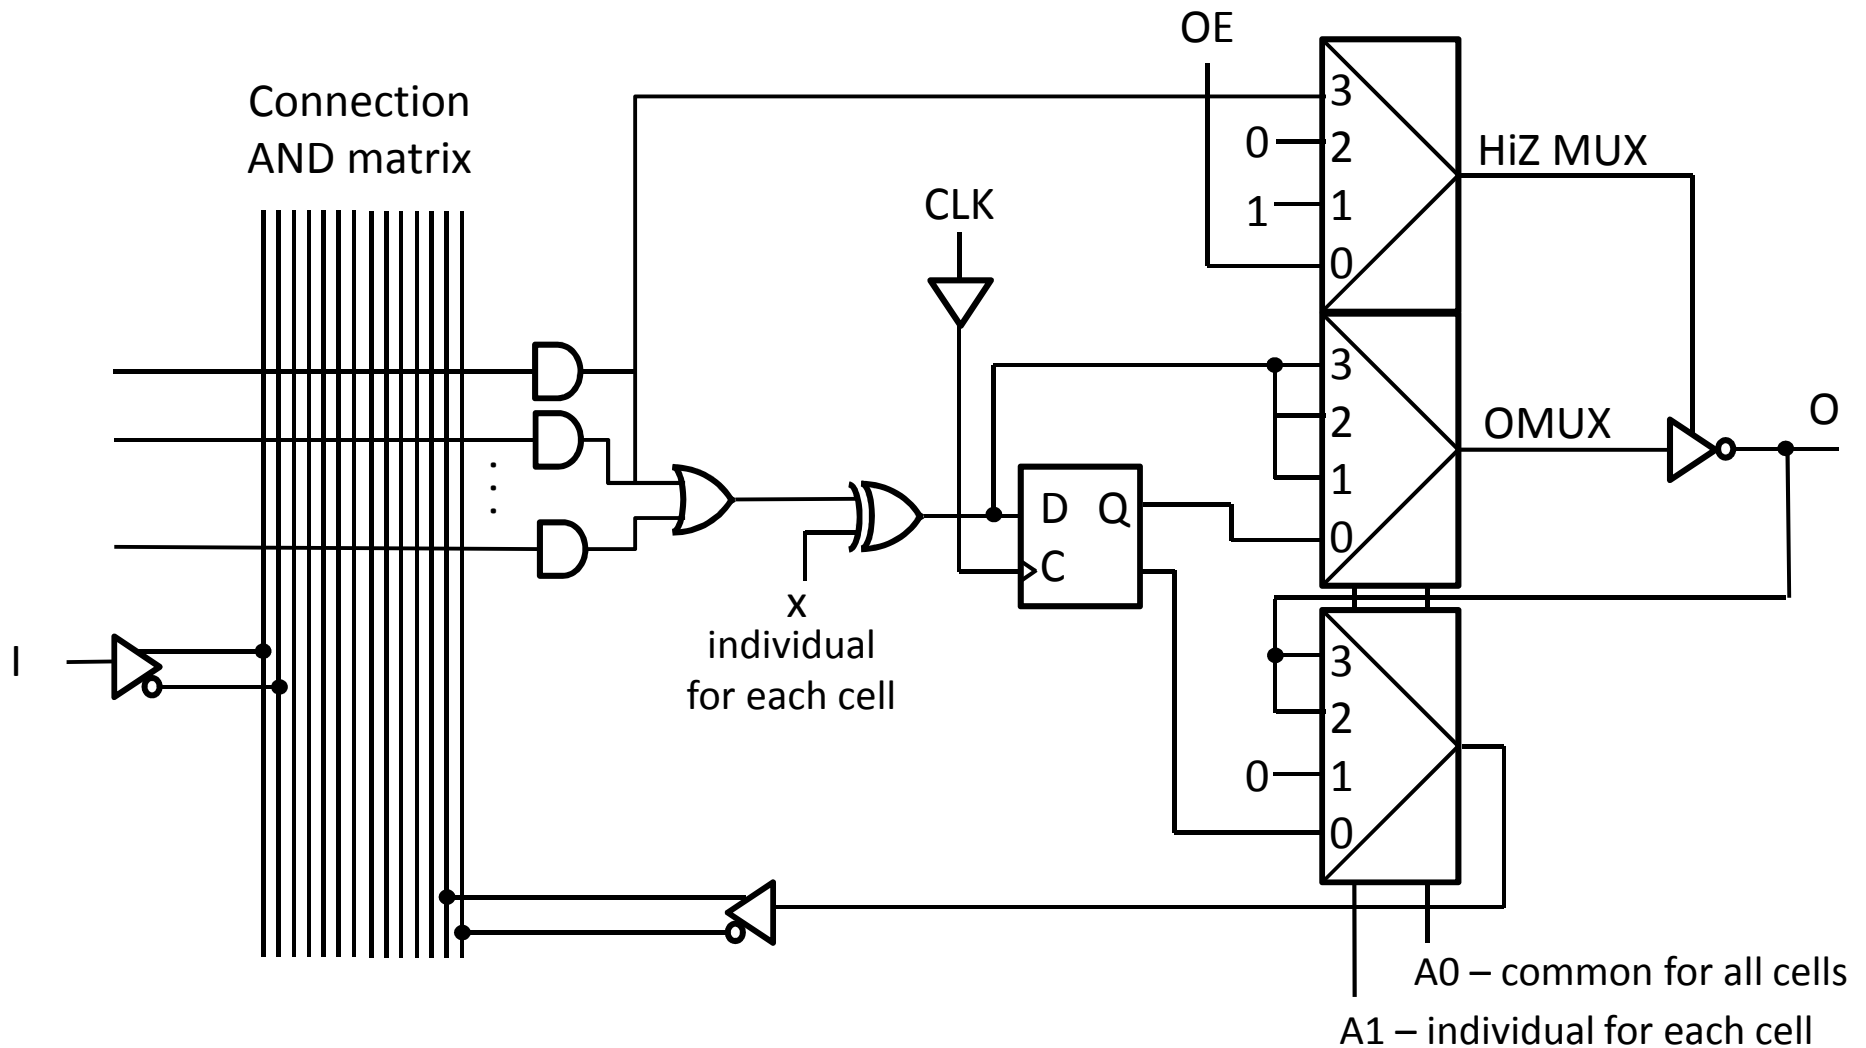 OE
Connection
AND matrix
3
0
2
HiZ MUX
1
1
CLK
0
3
2
OMUX
O
1
D Q
0
C
x
individual
for each cell
I
3
2
0
1
0
A0 – common for all cells
A1 – individual for each cell